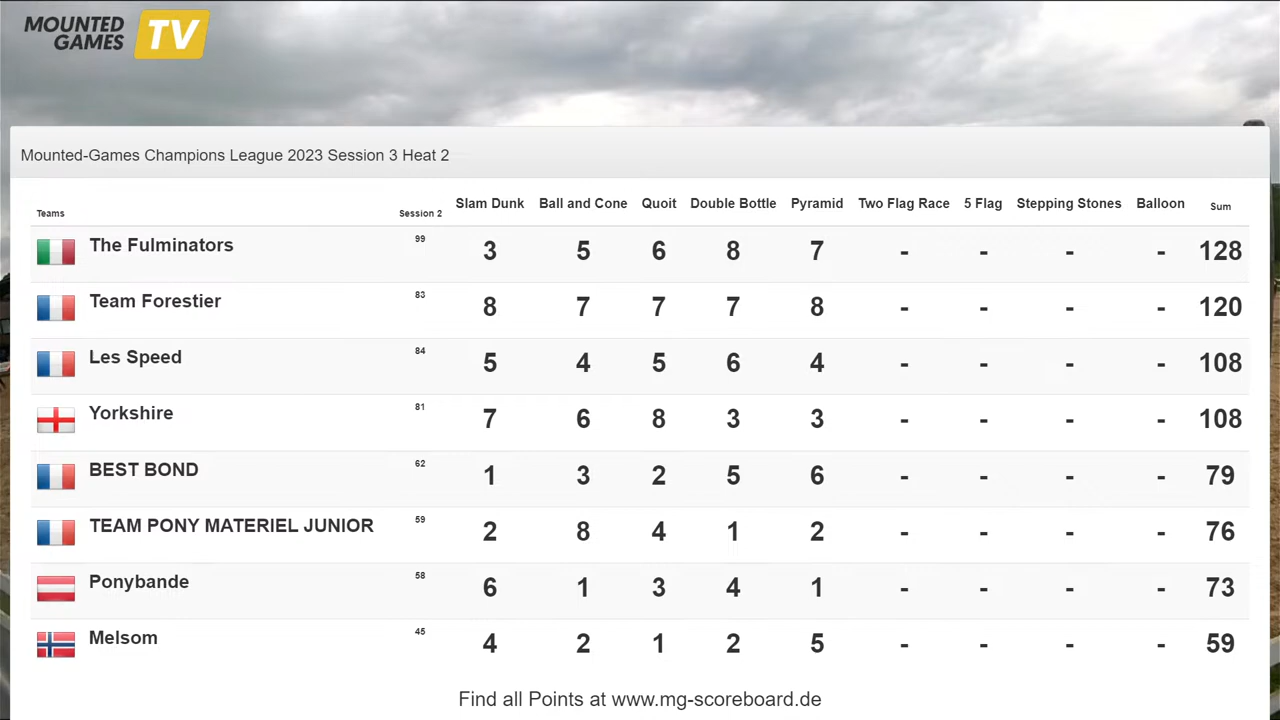 MOUNTED GAMES TV
Mounted-Games Champions League 2023 Session 3 Heat 2
Teams Session 2 Slam Dunk Ball and Cone Quoit Double Bottle Pyramid Two Flag Race 5 Flag Stepping Stones Balloon Sum
The Fulminators 99 3 5 6 8 7 - - - - 128
Team Forestier 83 8 7 7 7 8 - - - - 120
Les Speed 84 5 4 5 6 4 - - - - 108
Yorkshire 81 7 6 8 3 3 - - - - 108
BEST BOND 62 1 3 2 5 6 - - - - 79
TEAM PONY MATERIEL JUNIOR 59 2 8 4 1 2 - - - - 76
Ponybande 58 6 1 3 4 1 - - - - 73
Melsom 45 4 2 1 2 5 - - - - 59
Find all Points at www.mg-scoreboard.de